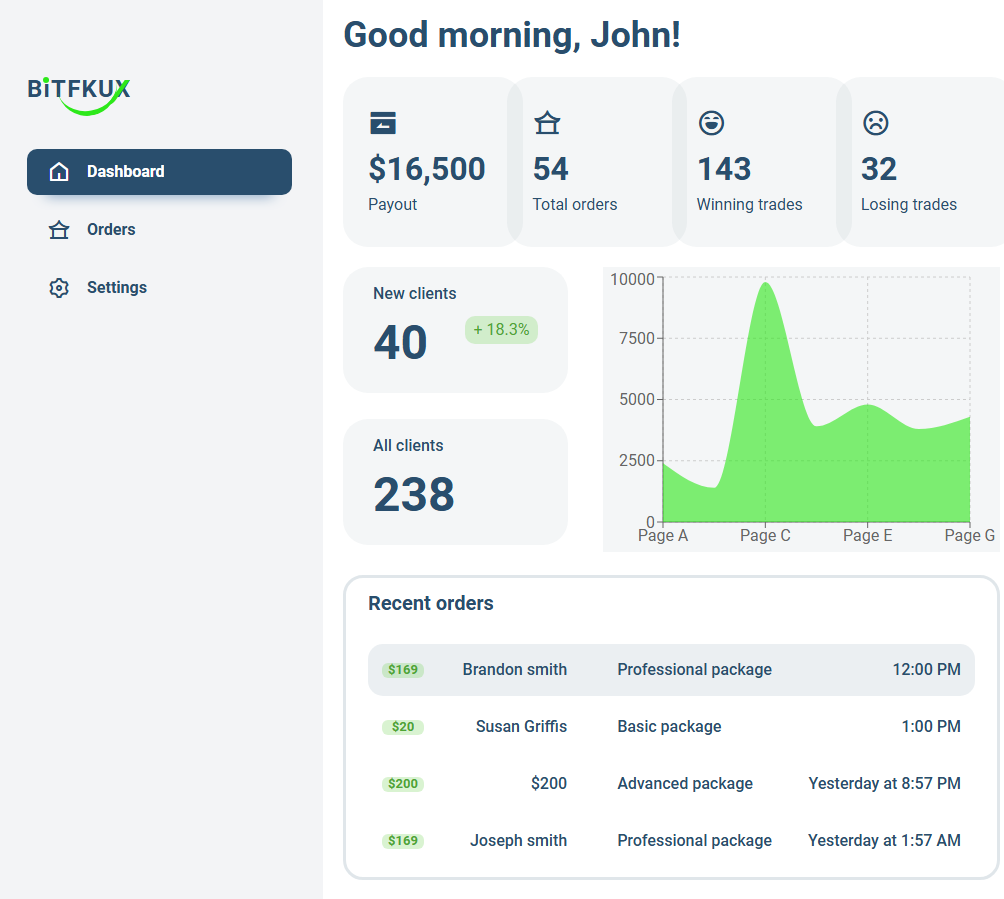 BiTFKUX
Dashboard
Orders
Settings
Good morning, John!
$16,500
Payout
54
Total orders
143
Winning trades
32
Losing trades
New clients
40
+ 18.3%
All clients
238
10000
7500
5000
2500
0
Page A Page C Page E Page G
Recent orders
$169 Brandon smith Professional package 12:00 PM
$20 Susan Griffis Basic package 1:00 PM
$200 $200 Advanced package Yesterday at 8:57 PM
$169 Joseph smith Professional package Yesterday at 1:57 AM